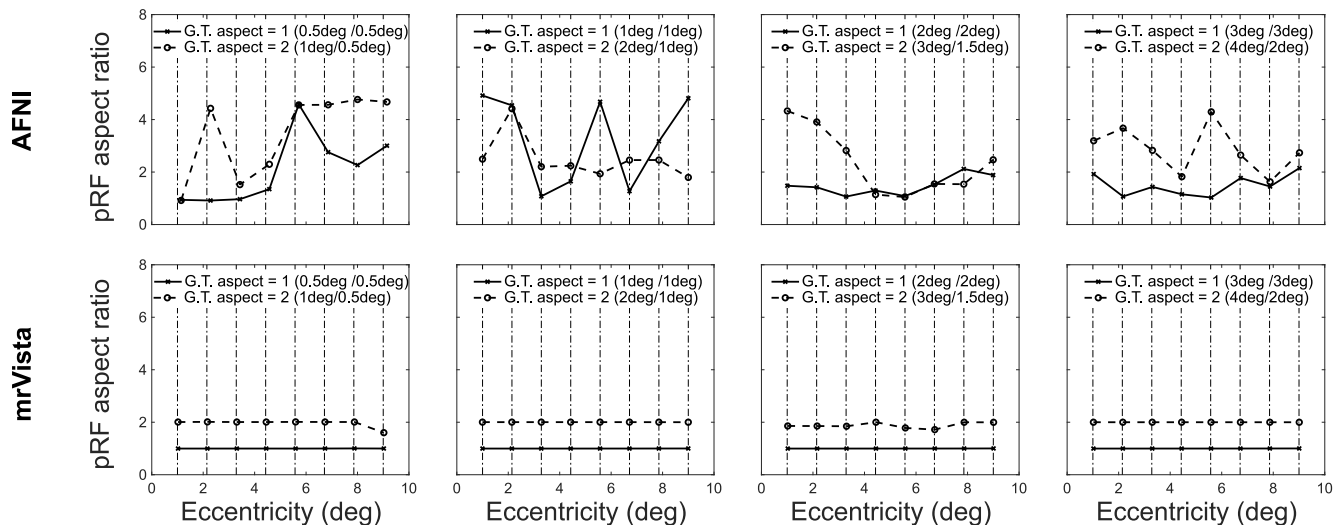 8
G.T. aspect = 1 (0.5deg /0.5deg)
G.T. aspect = 2 (1deg/0.5deg)
6
4
2
0
pRF aspect ratio
AFNI
G.T. aspect = 1 (1deg /1deg)
G.T. aspect = 2 (2deg/1deg)
G.T. aspect = 1 (2deg /2deg)
G.T. aspect = 2 (3deg/1.5deg)
G.T. aspect = 1 (3deg /3deg)
G.T. aspect = 2 (4deg/2deg)
8
G.T. aspect = 1 (0.5deg /0.5deg)
G.T. aspect = 2 (1deg/0.5deg)
6
4
2
0
pRF aspect ratio
mrVista
G.T. aspect = 1 (1deg /1deg)
G.T. aspect = 2 (2deg/1deg)
G.T. aspect = 1 (2deg /2deg)
G.T. aspect = 2 (3deg/1.5deg)
G.T. aspect = 1 (3deg /3deg)
G.T. aspect = 2 (4deg/2deg)
0 2 4 6 8 10
0 2 4 6 8 10
0 2 4 6 8 10
0 2 4 6 8 10
Eccentricity (deg)
Eccentricity (deg)
Eccentricity (deg)
Eccentricity (deg)